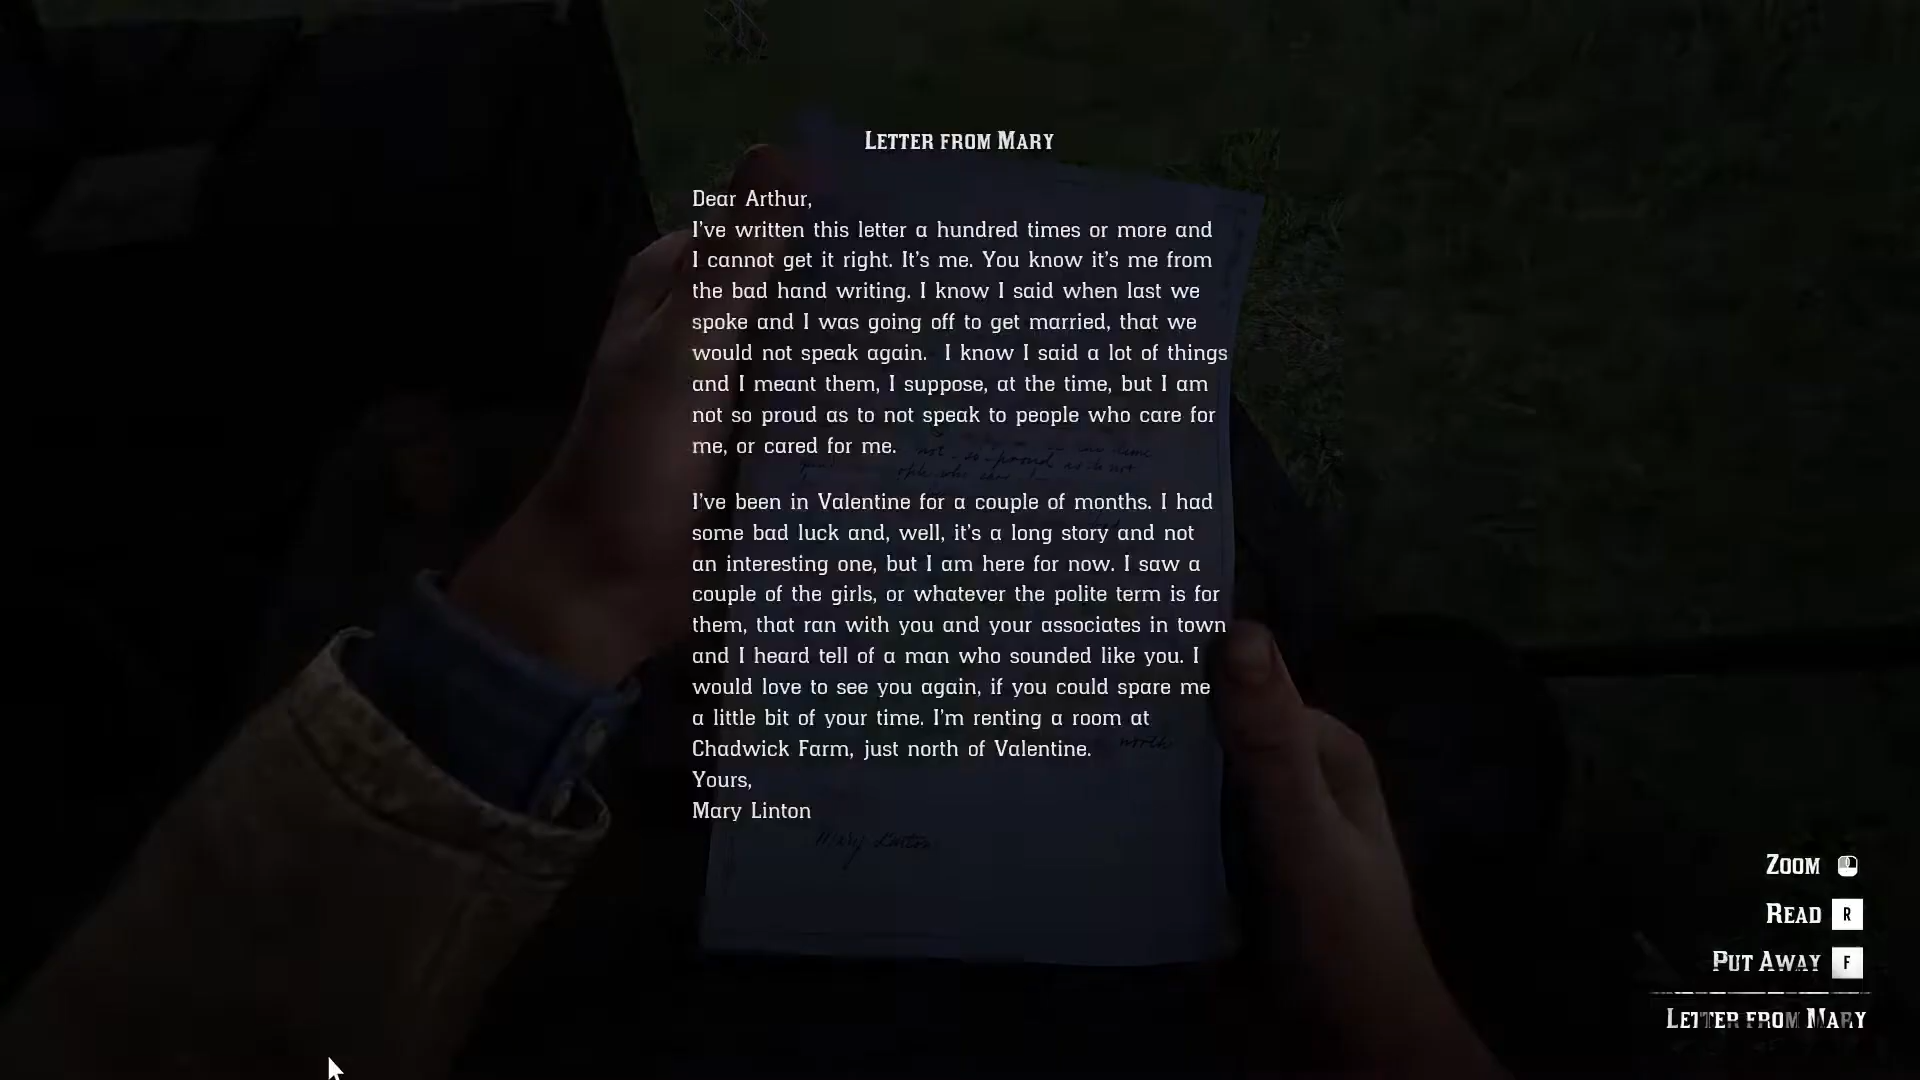 Letter from Mary
Dear Arthur,
I've written this letter a hundred times or more and
I cannot get it right. It's me. You know it's me from
the bad hand writing. I know I said when last we
spoke and I was going off to get married, that we
would not speak again.  I know I said a lot of things
and I meant them, I suppose, at the time, but I am
not so proud as to not speak to people who care for
me, or cared for me.
I've been in Valentine for a couple of months. I had
some bad luck and, well, it's a long story and not
an interesting one, but I am here for now. I saw a
couple of the girls, or whatever the polite term is for
them, that ran with you and your associates in town
and I heard tell of a man who sounded like you. I
would love to see you again, if you could spare me
a little bit of your time. I'm renting a room at
Chadwick Farm, just north of Valentine.
north
Yours,
Mary Linton
Mary Linton
Zoom
Read R
Put Away F
Letter from Mary